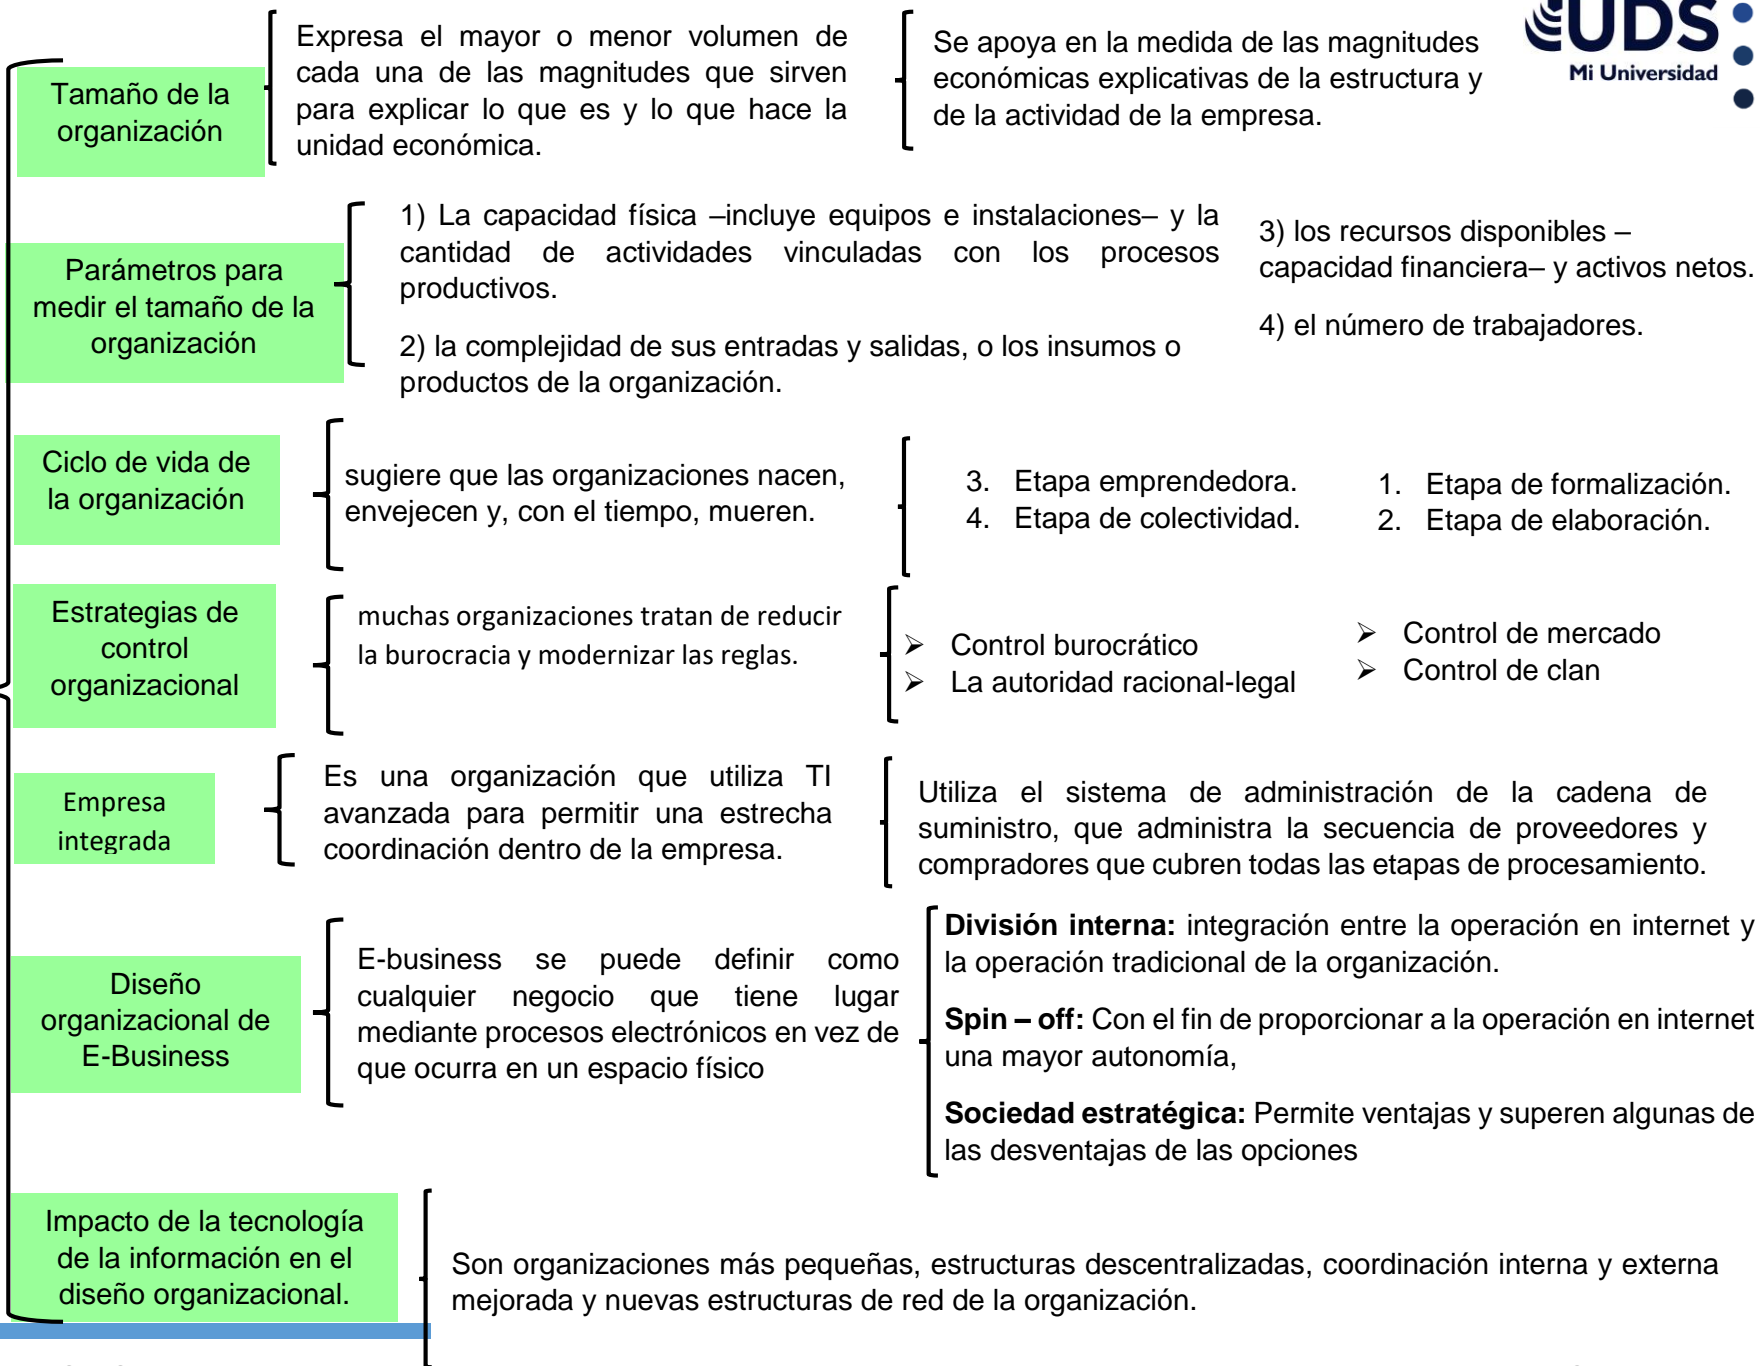 UDS
Mi Universidad
Tamaño de la
organización
Expresa el mayor o menor volumen de
cada una de las magnitudes que sirven
para explicar lo que es y lo que hace la
unidad económica.
Se apoya en la medida de las magnitudes
económicas explicativas de la estructura y
de la actividad de la empresa.
Parámetros para
medir el tamaño de la
organización
1) La capacidad física –incluye equipos e instalaciones– y la
cantidad de actividades vinculadas con los procesos
productivos.
2) la complejidad de sus entradas y salidas, o los insumos o
productos de la organización.
3) los recursos disponibles –
capacidad financiera– y activos netos.
4) el número de trabajadores.
Ciclo de vida de
la organización
sugiere que las organizaciones nacen,
envejecen y, con el tiempo, mueren.
3. Etapa emprendedora.
4. Etapa de colectividad.
1. Etapa de formalización.
2. Etapa de elaboración.
Estrategias de
control
organizacional
muchas organizaciones tratan de reducir
la burocracia y modernizar las reglas.
➢ Control burocrático
➢ La autoridad racional-legal
➢ Control de mercado
➢ Control de clan
Empresa
integrada
Es una organización que utiliza TI
avanzada para permitir una estrecha
coordinación dentro de la empresa.
Utiliza el sistema de administración de la cadena de
suministro, que administra la secuencia de proveedores y
compradores que cubren todas las etapas de procesamiento.
Diseño
organizacional de
E-Business
E-business se puede definir como
cualquier negocio que tiene lugar
mediante procesos electrónicos en vez de
que ocurra en un espacio físico
División interna: integración entre la operación en internet y
la operación tradicional de la organización.
Spin – off: Con el fin de proporcionar a la operación en internet
una mayor autonomía,
Sociedad estratégica: Permite ventajas y superen algunas de
las desventajas de las opciones
Impacto de la tecnología
de la información en el
diseño organizacional.
Son organizaciones más pequeñas, estructuras descentralizadas, coordinación interna y externa
mejorada y nuevas estructuras de red de la organización.